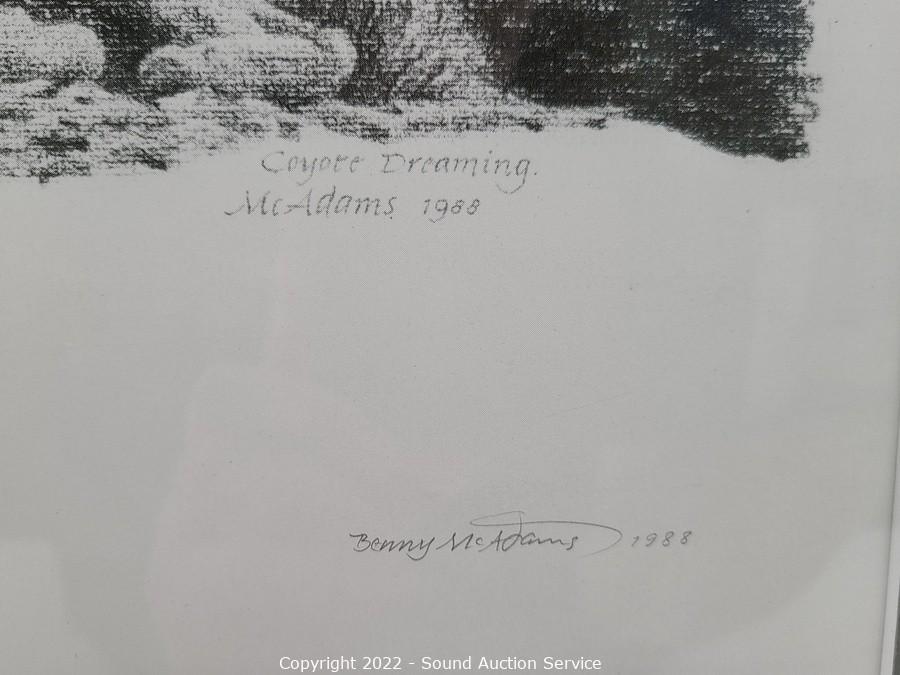 Coyote Dreaming.
McAdams 1988
Benny McAdams 1988
Copyright 2022 - Sound Auction Service